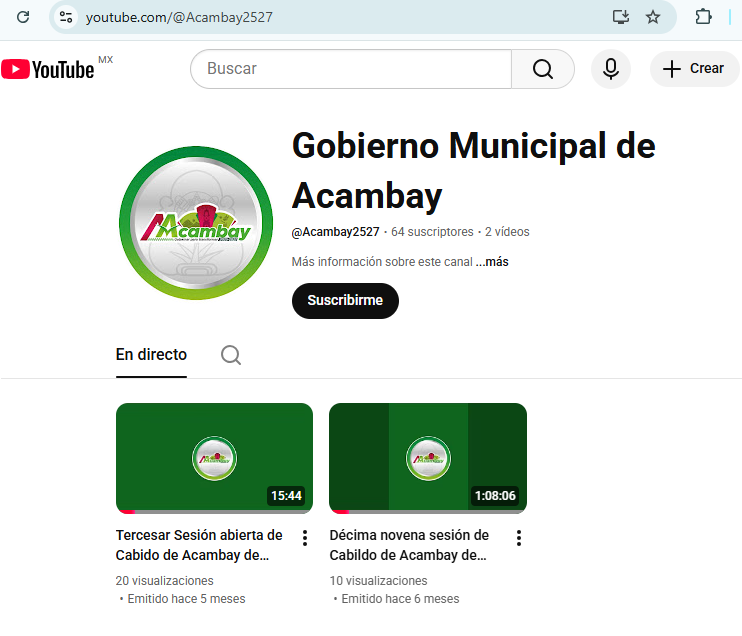 youtube.com/@Acambay2527
YouTube MX
Buscar
Crear
Gobierno Municipal de
Acambay
@Acambay2527 • 64 suscriptores • 2 vídeos
Más información sobre este canal ...más
Suscribirme
Acambay
En directo
15:44
1:08:06
Tercesar Sesión abierta de
Cabido de Acambay de...
20 visualizaciones
• Emitido hace 5 meses
Décima novena sesión de
Cabildo de Acambay de...
10 visualizaciones
• Emitido hace 6 meses